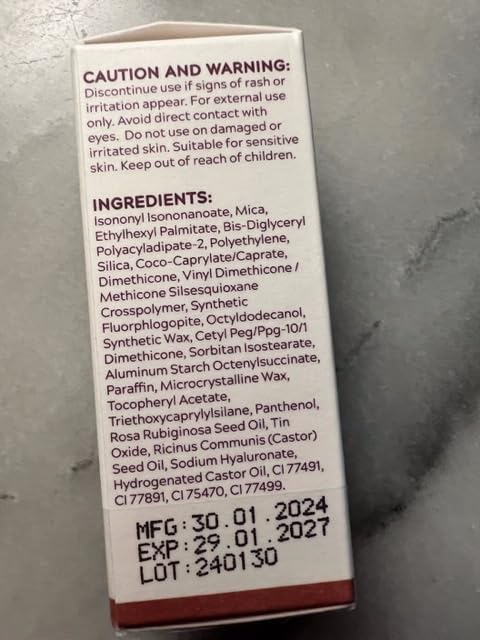 CAUTION AND WARNING:
Discontinue use if signs of rash or
irritation appear. For external use
only. Avoid direct contact with
eyes. Do not use on damaged or
irritated skin. Suitable for sensitive
skin. Keep out of reach of children.
INGREDIENTS:
Isononyl Isononanoate, Mica,
Ethylhexyl Palmitate, Bis-Diglyceryl
Polyacyladipate-2, Polyethylene,
Silica, Coco-Caprylate/Caprate,
Dimethicone, Vinyl Dimethicone /
Methicone Silsesquioxane
Crosspolymer, Synthetic
Fluorphlogopite, Octyldodecanol,
Synthetic Wax, Cetyl Peg/Ppg-10/1
Dimethicone, Sorbitan Isostearate,
Aluminum Starch Octenylsuccinate,
Paraffin, Microcrystalline Wax,
Tocopheryl Acetate,
Triethoxycaprylylsilane, Panthenol,
Rosa Rubiginosa Seed Oil, Tin
Oxide, Ricinus Communis (Castor)
Seed Oil, Sodium Hyaluronate,
Hydrogenated Castor Oil, CI 77491,
CI 77891, CI 75470, CI 77499.
MFG:30.01.2024
EXP:29.01.2027
LOT:240130